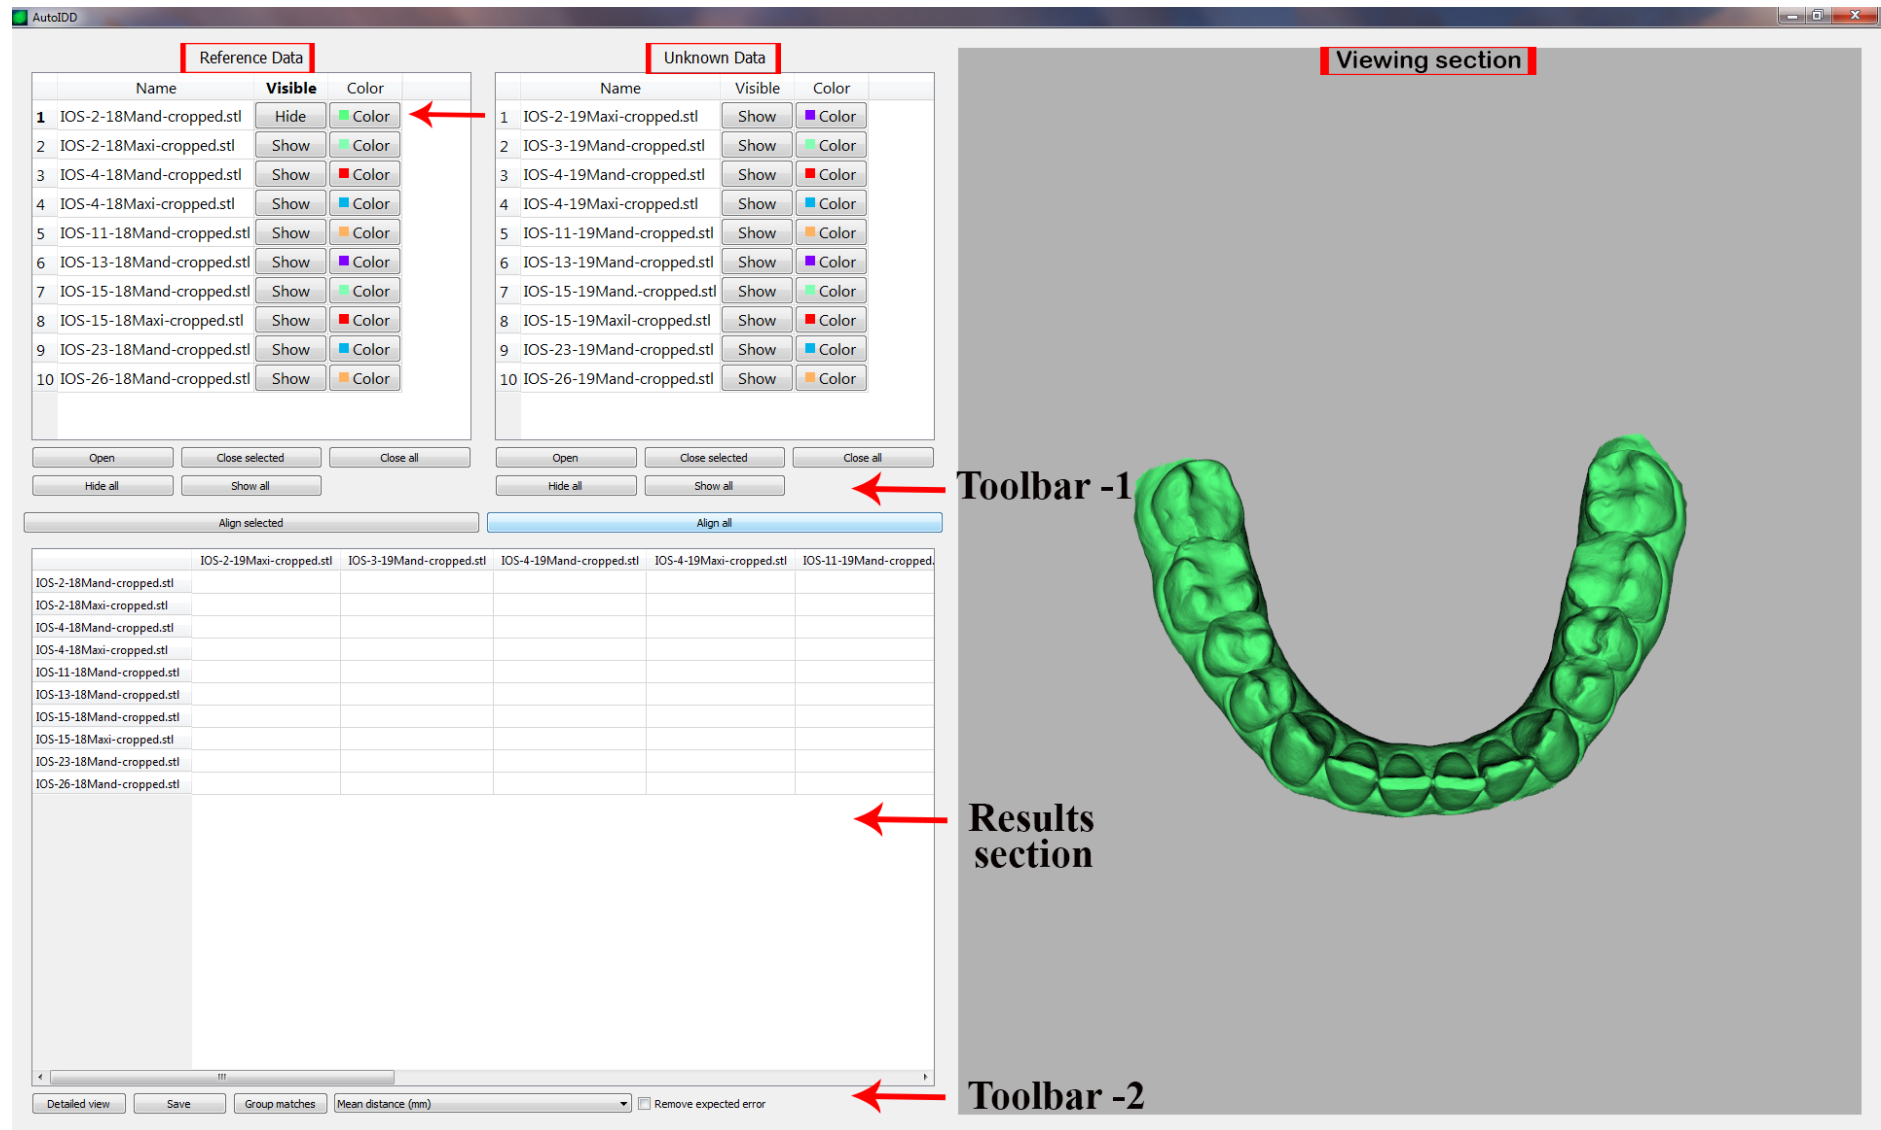 AutoIDD
Reference Data
Name Visible Color
1 IOS-2-18Mand-cropped.stl Hide Color
2 IOS-2-18Maxi-cropped.stl Show Color
3 IOS-4-18Mand-cropped.stl Show Color
4 IOS-4-18Maxi-cropped.stl Show Color
5 IOS-11-18Mand-cropped.stl Show Color
6 IOS-13-18Mand-cropped.stl Show Color
7 IOS-15-18Mand-cropped.stl Show Color
8 IOS-15-18Maxi-cropped.stl Show Color
9 IOS-23-18Mand-cropped.stl Show Color
10 IOS-26-18Mand-cropped.stl Show Color
Open Close selected Close all
Hide all Show all
Unknown Data
Name Visible Color
1 IOS-2-19Maxi-cropped.stl Show Color
2 IOS-3-19Mand-cropped.stl Show Color
3 IOS-4-19Mand-cropped.stl Show Color
4 IOS-4-19Maxi-cropped.stl Show Color
5 IOS-11-19Mand-cropped.stl Show Color
6 IOS-13-19Mand-cropped.stl Show Color
7 IOS-15-19Mand.-cropped.stl Show Color
8 IOS-15-19Maxil-cropped.stl Show Color
9 IOS-23-19Mand-cropped.stl Show Color
10 IOS-26-19Mand-cropped.stl Show Color
Open Close selected Close all
Hide all Show all
Toolbar -1
Align selected Align all
IOS-2-19Maxi-cropped.stl IOS-3-19Mand-cropped.stl IOS-4-19Mand-cropped.stl IOS-4-19Maxi-cropped.stl IOS-11-19Mand-cropped.
IOS-2-18Mand-cropped.stl
IOS-2-18Maxi-cropped.stl
IOS-4-18Mand-cropped.stl
IOS-4-18Maxi-cropped.stl
IOS-11-18Mand-cropped.stl
IOS-13-18Mand-cropped.stl
IOS-15-18Mand-cropped.stl
IOS-15-18Maxi-cropped.stl
IOS-23-18Mand-cropped.stl
IOS-26-18Mand-cropped.stl
Results
section
Detailed view Save Group matches Mean distance (mm) Remove expected error
Toolbar -2
Viewing section